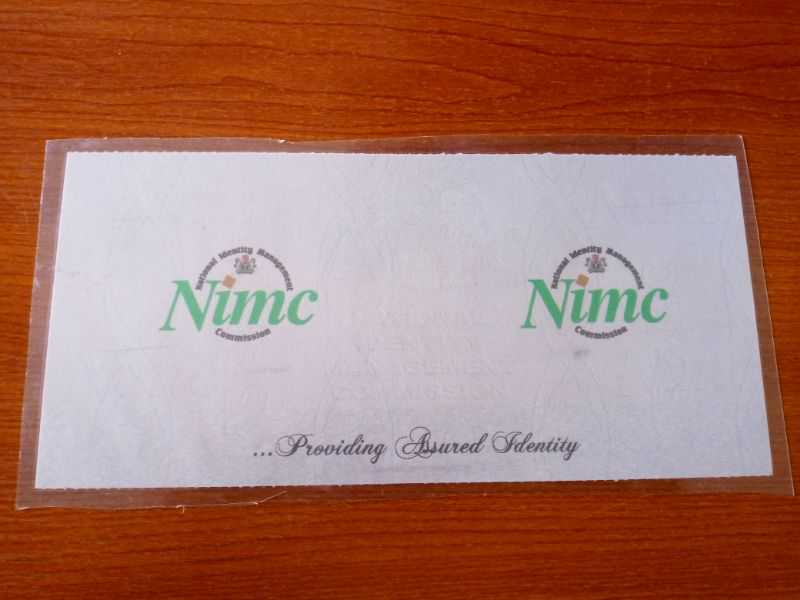 National Identity Management
Nimc
Commission
National Identity Management
Nimc
Commission
NATIONAL
IDENTITY
MANAGEMENT
COMMISSION
...Providing Assured Identity